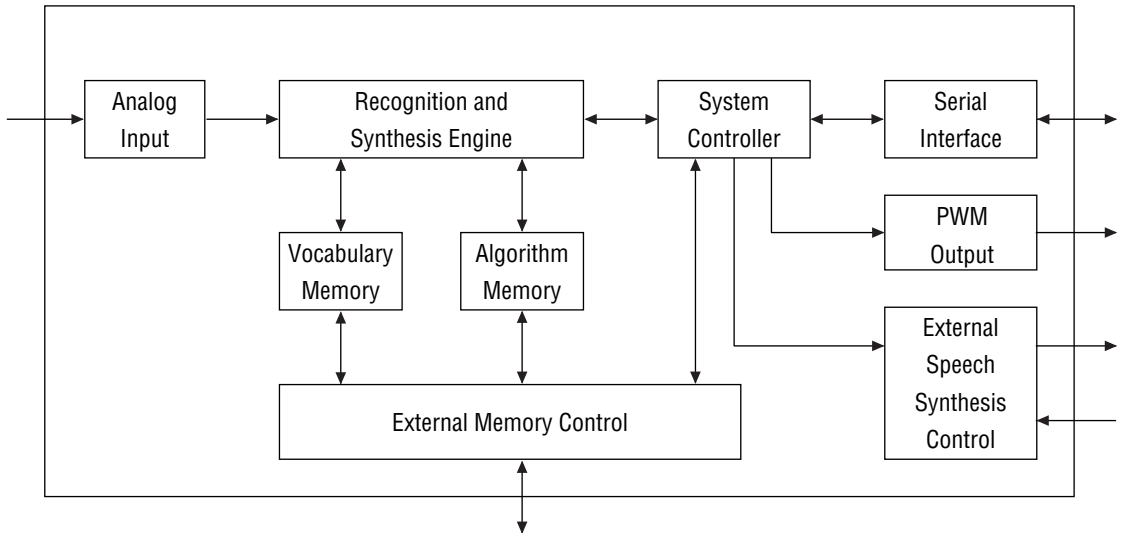 Analog
Input
Recognition and
Synthesis Engine
System
Controller
Serial
Interface
PWM
Output
Vocabulary
Memory
Algorithm
Memory
External
Speech
Synthesis
Control
External Memory Control